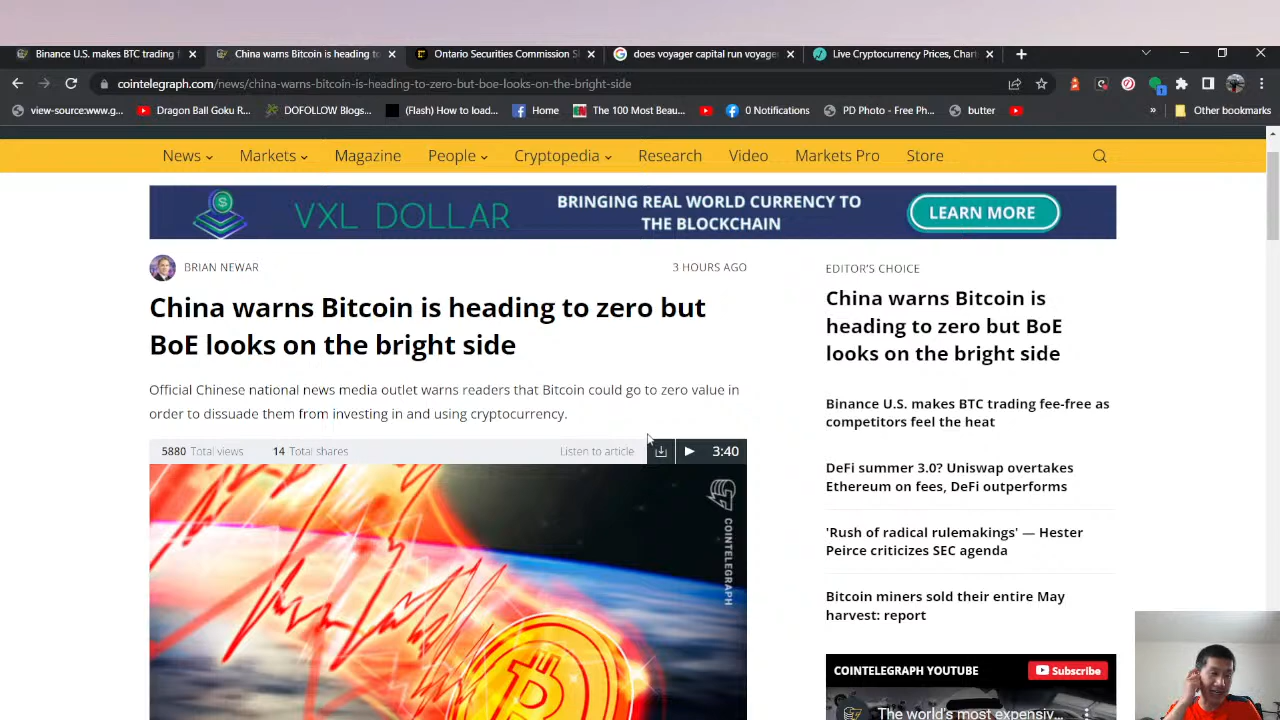 Binance U.S. makes BTC trading f
China warns Bitcoin is heading to
Ontario Securities Commission Sl
does voyager capital run voyager
Live Cryptocurrency Prices, Chart
cointelegraph.com/news/china-warns-bitcoin-is-heading-to-zero-but-boe-looks-on-the-bright-side
view-source:www.g...
Dragon Ball Goku R...
DOFOLLOW Blogs...
(Flash) How to load...
Home
The 100 Most Beau...
0 Notifications
PD Photo - Free Ph...
butter
»
Other bookmarks
News
Markets
Magazine
People
Cryptopedia
Research
Video
Markets Pro
Store
VXL DOLLAR
BRINGING REAL WORLD CURRENCY TO
THE BLOCKCHAIN
LEARN MORE
BRIAN NEWAR
3 HOURS AGO
China warns Bitcoin is heading to zero but
BoE looks on the bright side
Official Chinese national news media outlet warns readers that Bitcoin could go to zero value in
order to dissuade them from investing in and using cryptocurrency.
5880 Total views
14 Total shares
Listen to article
3:40
COINTELEGRAPH
EDITOR'S CHOICE
China warns Bitcoin is
heading to zero but BoE
looks on the bright side
Binance U.S. makes BTC trading fee-free as
competitors feel the heat
DeFi summer 3.0? Uniswap overtakes
Ethereum on fees, DeFi outperforms
'Rush of radical rulemakings' — Hester
Peirce criticizes SEC agenda
Bitcoin miners sold their entire May
harvest: report
COINTELEGRAPH YOUTUBE
Subscribe
The world's most expensiv...